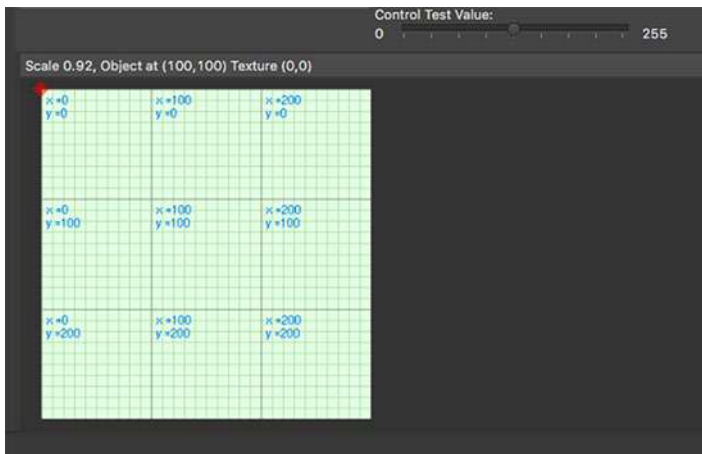 Control Test Value:
0 255
Scale 0.92, Object at (100,100) Texture (0,0)
x=0 x=100 x=200
y=0 y=0 y=0
x=0 x=100 x=200
y=100 y=100 y=100
x=0 x=100 x=200
y=200 y=200 y=200